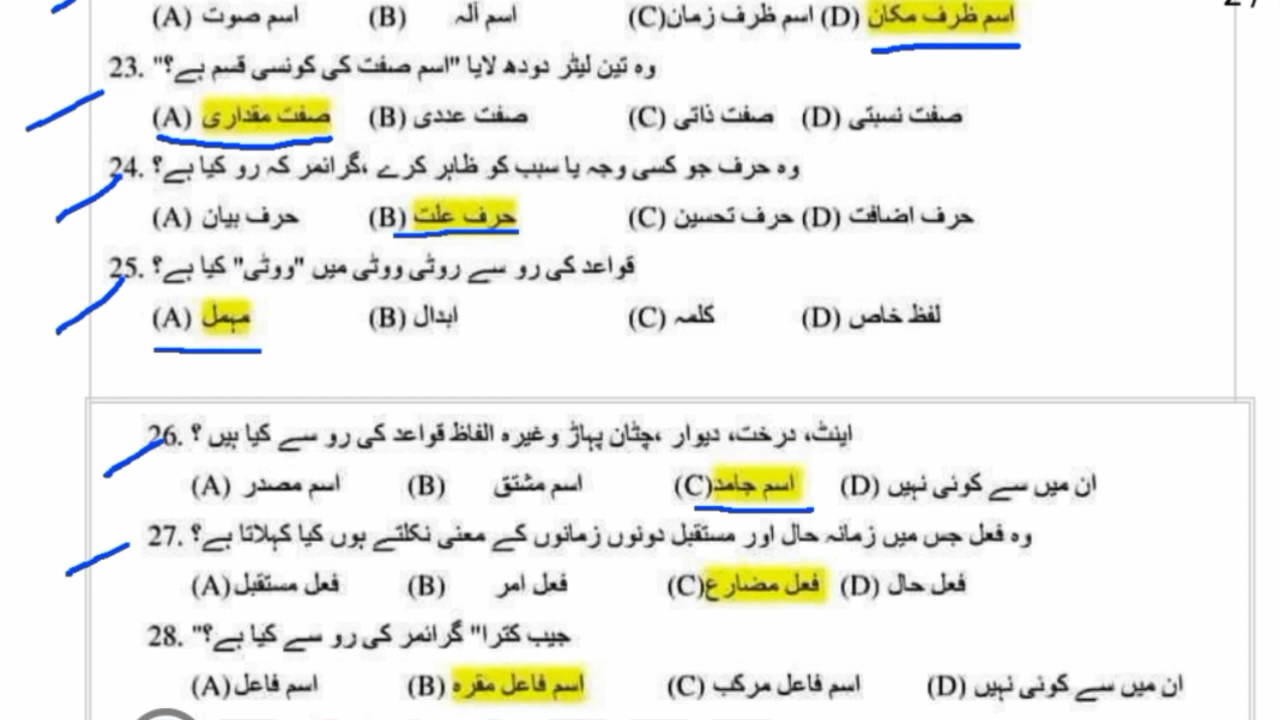 (A) اسم صوت (B) اسم آلہ (C) اسم ظرف زمان (D) اسم ظرف مکان
23. وہ تین لیٹر دودھ لایا "اسم صفت کی کونسی قسم ہے؟"
(A) صفت مقداری (B) صفت عددی (C) صفت ذاتی (D) صفت نسبتی
24. وہ حرف جو کسی وجہ یا سبب کو ظاہر کرے ،گرائمر کہ رو کیا ہے؟
(A) حرف بیان (B) حرف علت (C) حرف تحسین (D) حرف اضافت
25. قواعد کی رو سے روٹی ووٹی میں "ووٹی" کیا ہے؟
(A) مہمل (B) ابدال (C) کلمہ (D) لفظ خاص
26. اینٹ، درخت، دیوار ،چٹان پہاڑ وغیرہ الفاظ قواعد کی رو سے کیا ہیں ؟
(A) اسم مصدر (B) اسم مشتق (C) اسم جامد (D) ان میں سے کوئی نہیں
27. وہ فعل جس میں زمانہ حال اور مستقبل دونوں زمانوں کے معنی نکلتے ہوں کیا کہلاتا ہے؟
(A) فعل مستقبل (B) فعل امر (C) فعل مضارع (D) فعل حال
28. جیب کترا" گرائمر کی رو سے کیا ہے؟"
(A) اسم فاعل (B) اسم فاعل مقرہ (C) اسم فاعل مرکب (D) ان میں سے کوئی نہیں